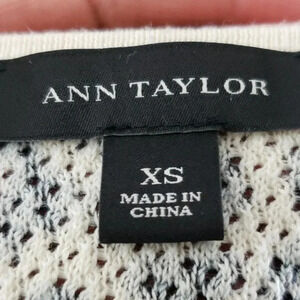 ANN TAYLOR
XS
MADE IN
CHINA